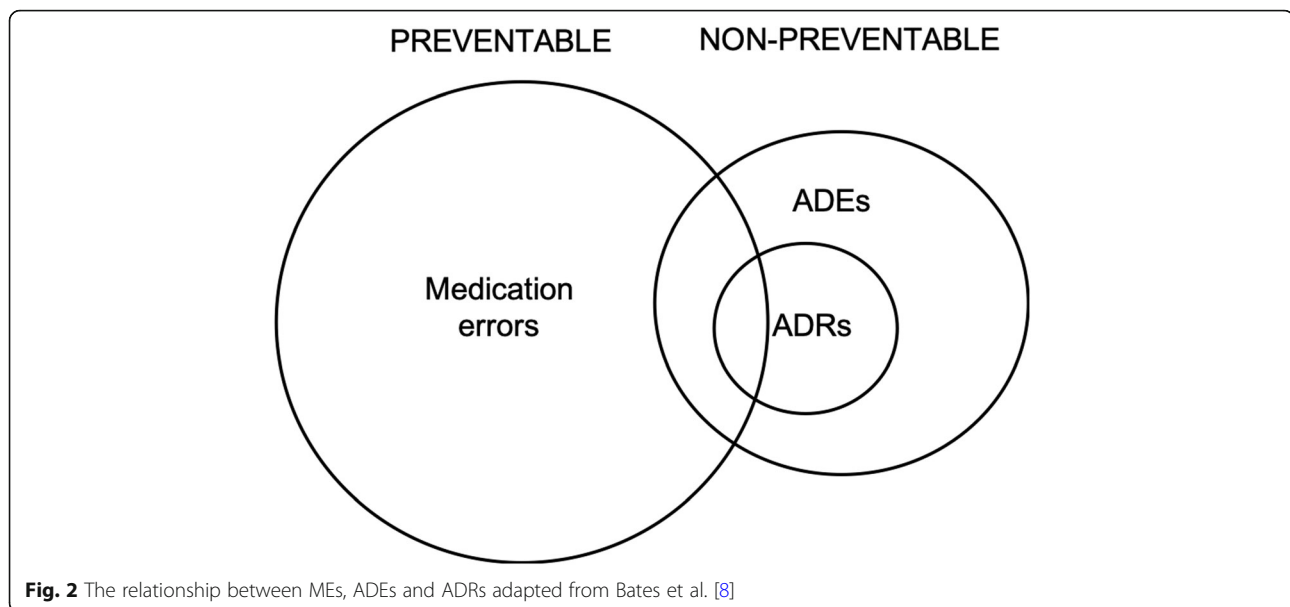 PREVENTABLE NON-PREVENTABLE
ADEs
Medication
errors
ADRs
Fig. 2 The relationship between MEs, ADEs and ADRs adapted from Bates et al. [8]